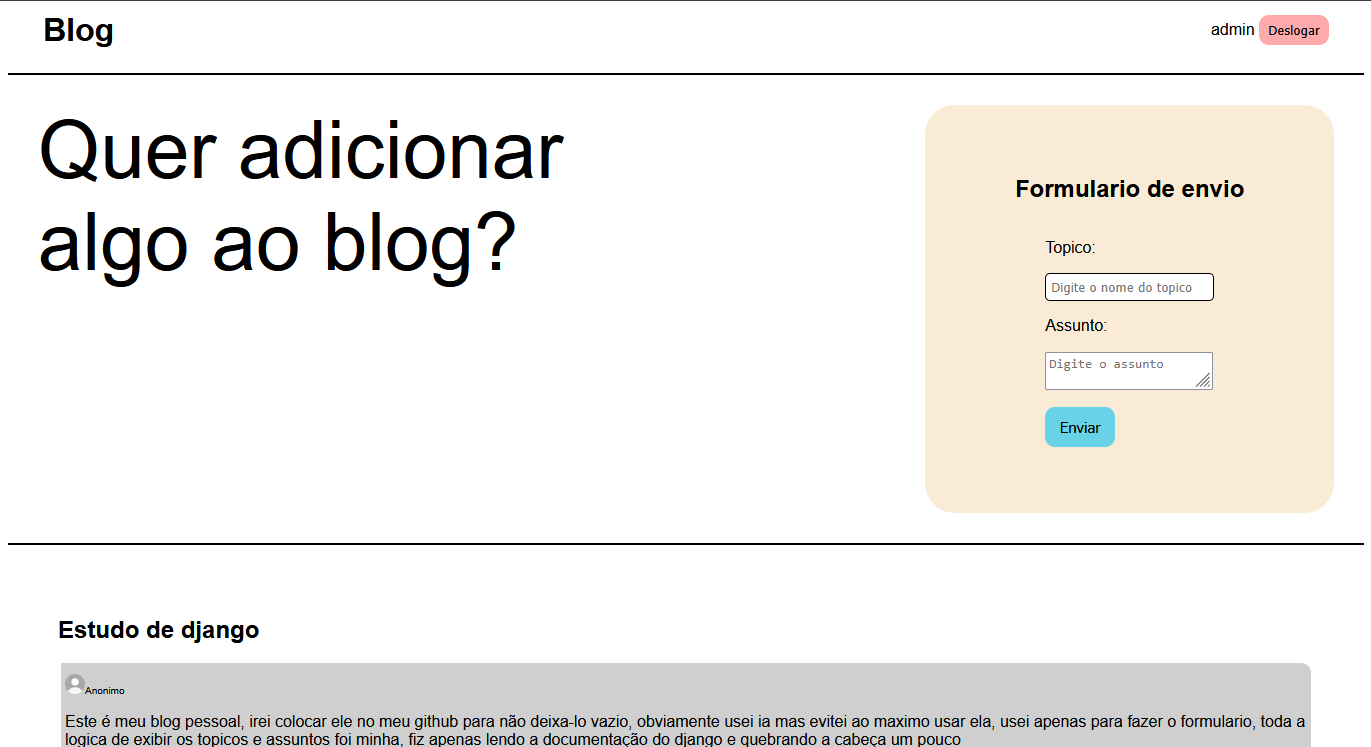 Blog
admin Deslogar
Quer adicionar
algo ao blog?
Formulario de envio
Topico:
Digite o nome do topico
Assunto:
Digite o assunto
Enviar
Estudo de django
Anonimo
Este é meu blog pessoal, irei colocar ele no meu github para não deixa-lo vazio, obviamente usei ia mas evitei ao maximo usar ela, usei apenas para fazer o formulario, toda a
logica de exibir os topicos e assuntos foi minha, fiz apenas lendo a documentação do django e quebrando a cabeça um pouco